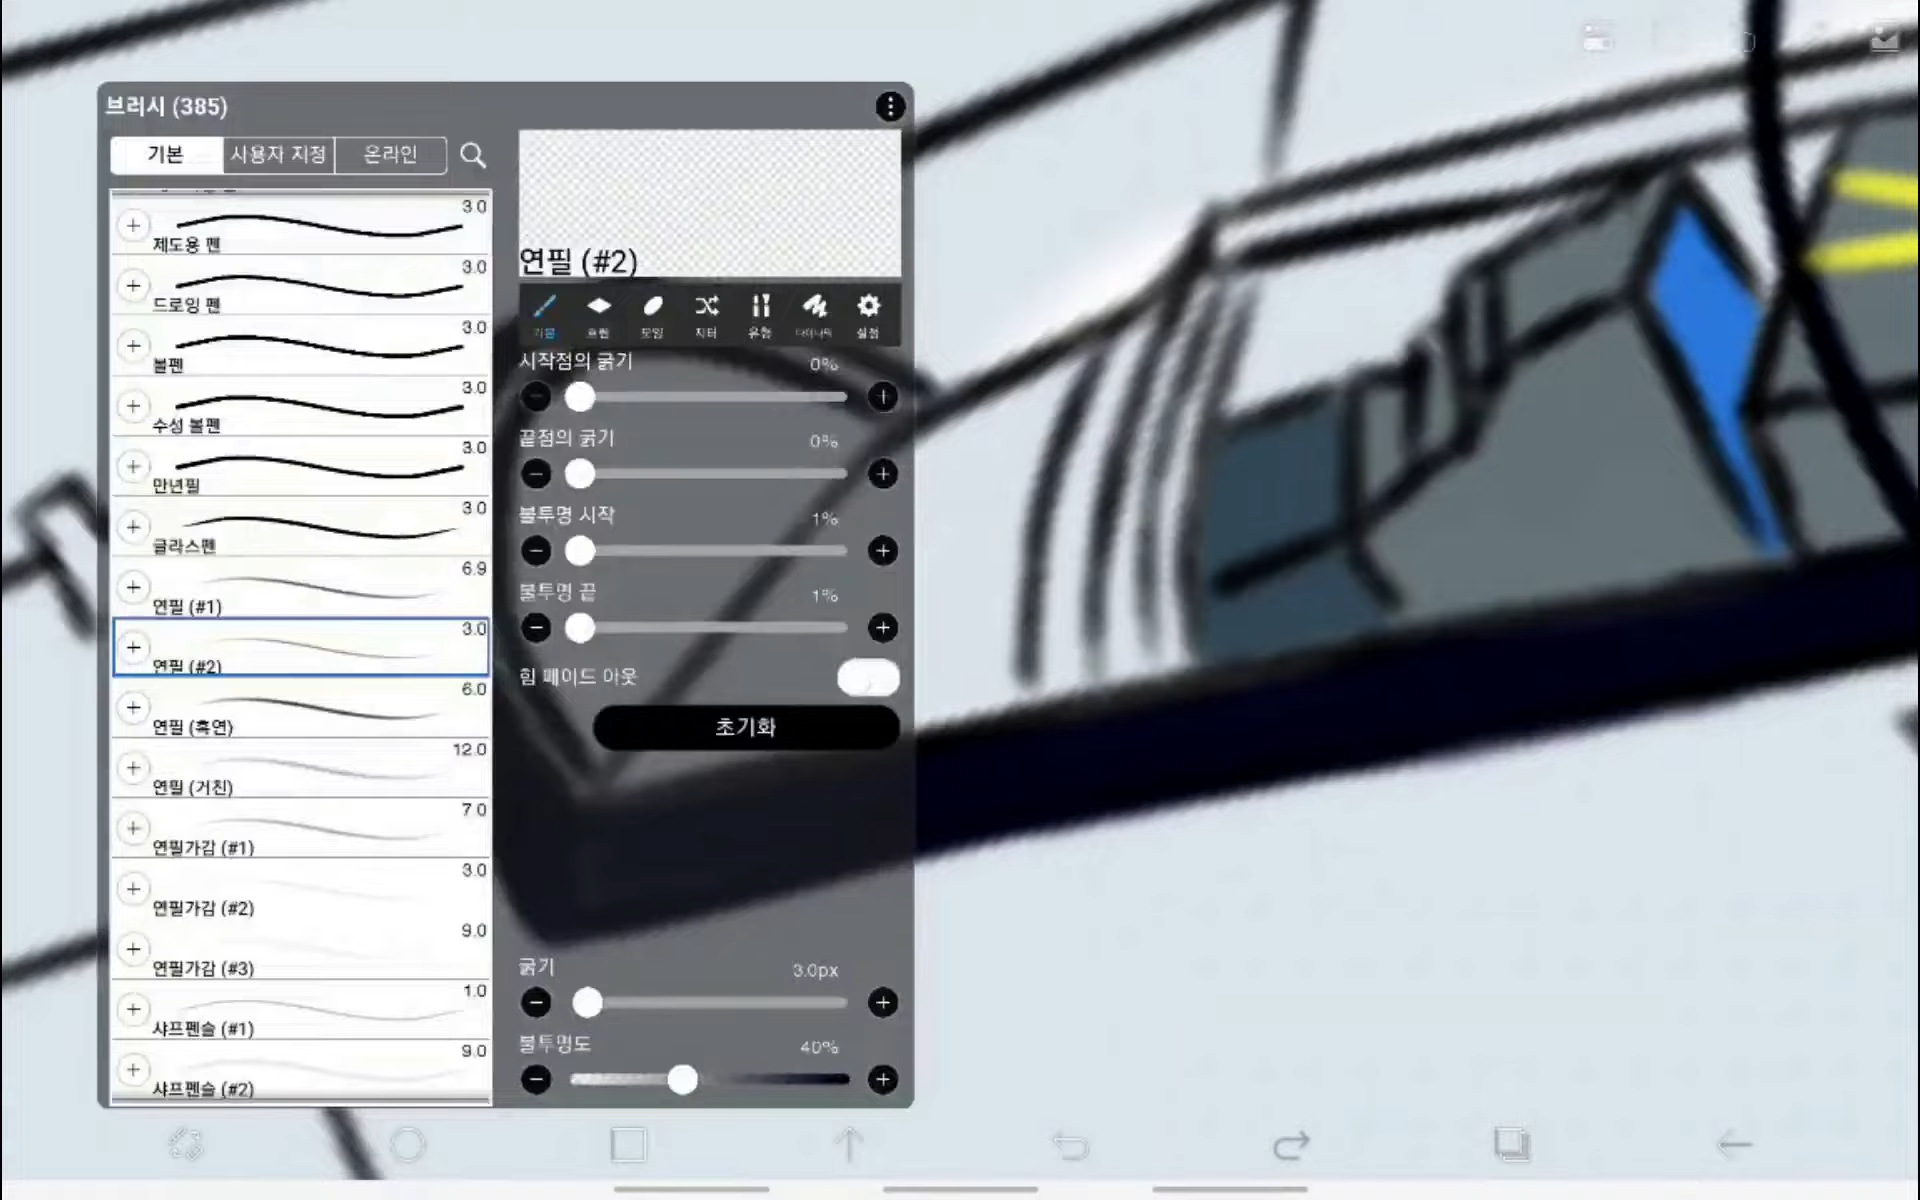 브러시 (385)
기본
사용자 지정
온라인
3.0
제도용 펜
3.0
드로잉 펜
3.0
볼펜
3.0
수성 볼펜
3.0
만년필
3.0
글라스펜
6.9
연필 (#1)
3.0
연필 (#2)
6.0
연필 (흑연)
12.0
연필 (거친)
7.0
연필가감 (#1)
3.0
연필가감 (#2)
9.0
연필가감 (#3)
1.0
샤프펜슬 (#1)
9.0
샤프펜슬 (#2)
연필 (#2)
기본
모양
지터
유형
설정
시작점의 굵기
0%
끝점의 굵기
0%
불투명 시작
1%
불투명 끝
1%
힘 페이드 아웃
초기화
굵기
3.0px
불투명도
40%